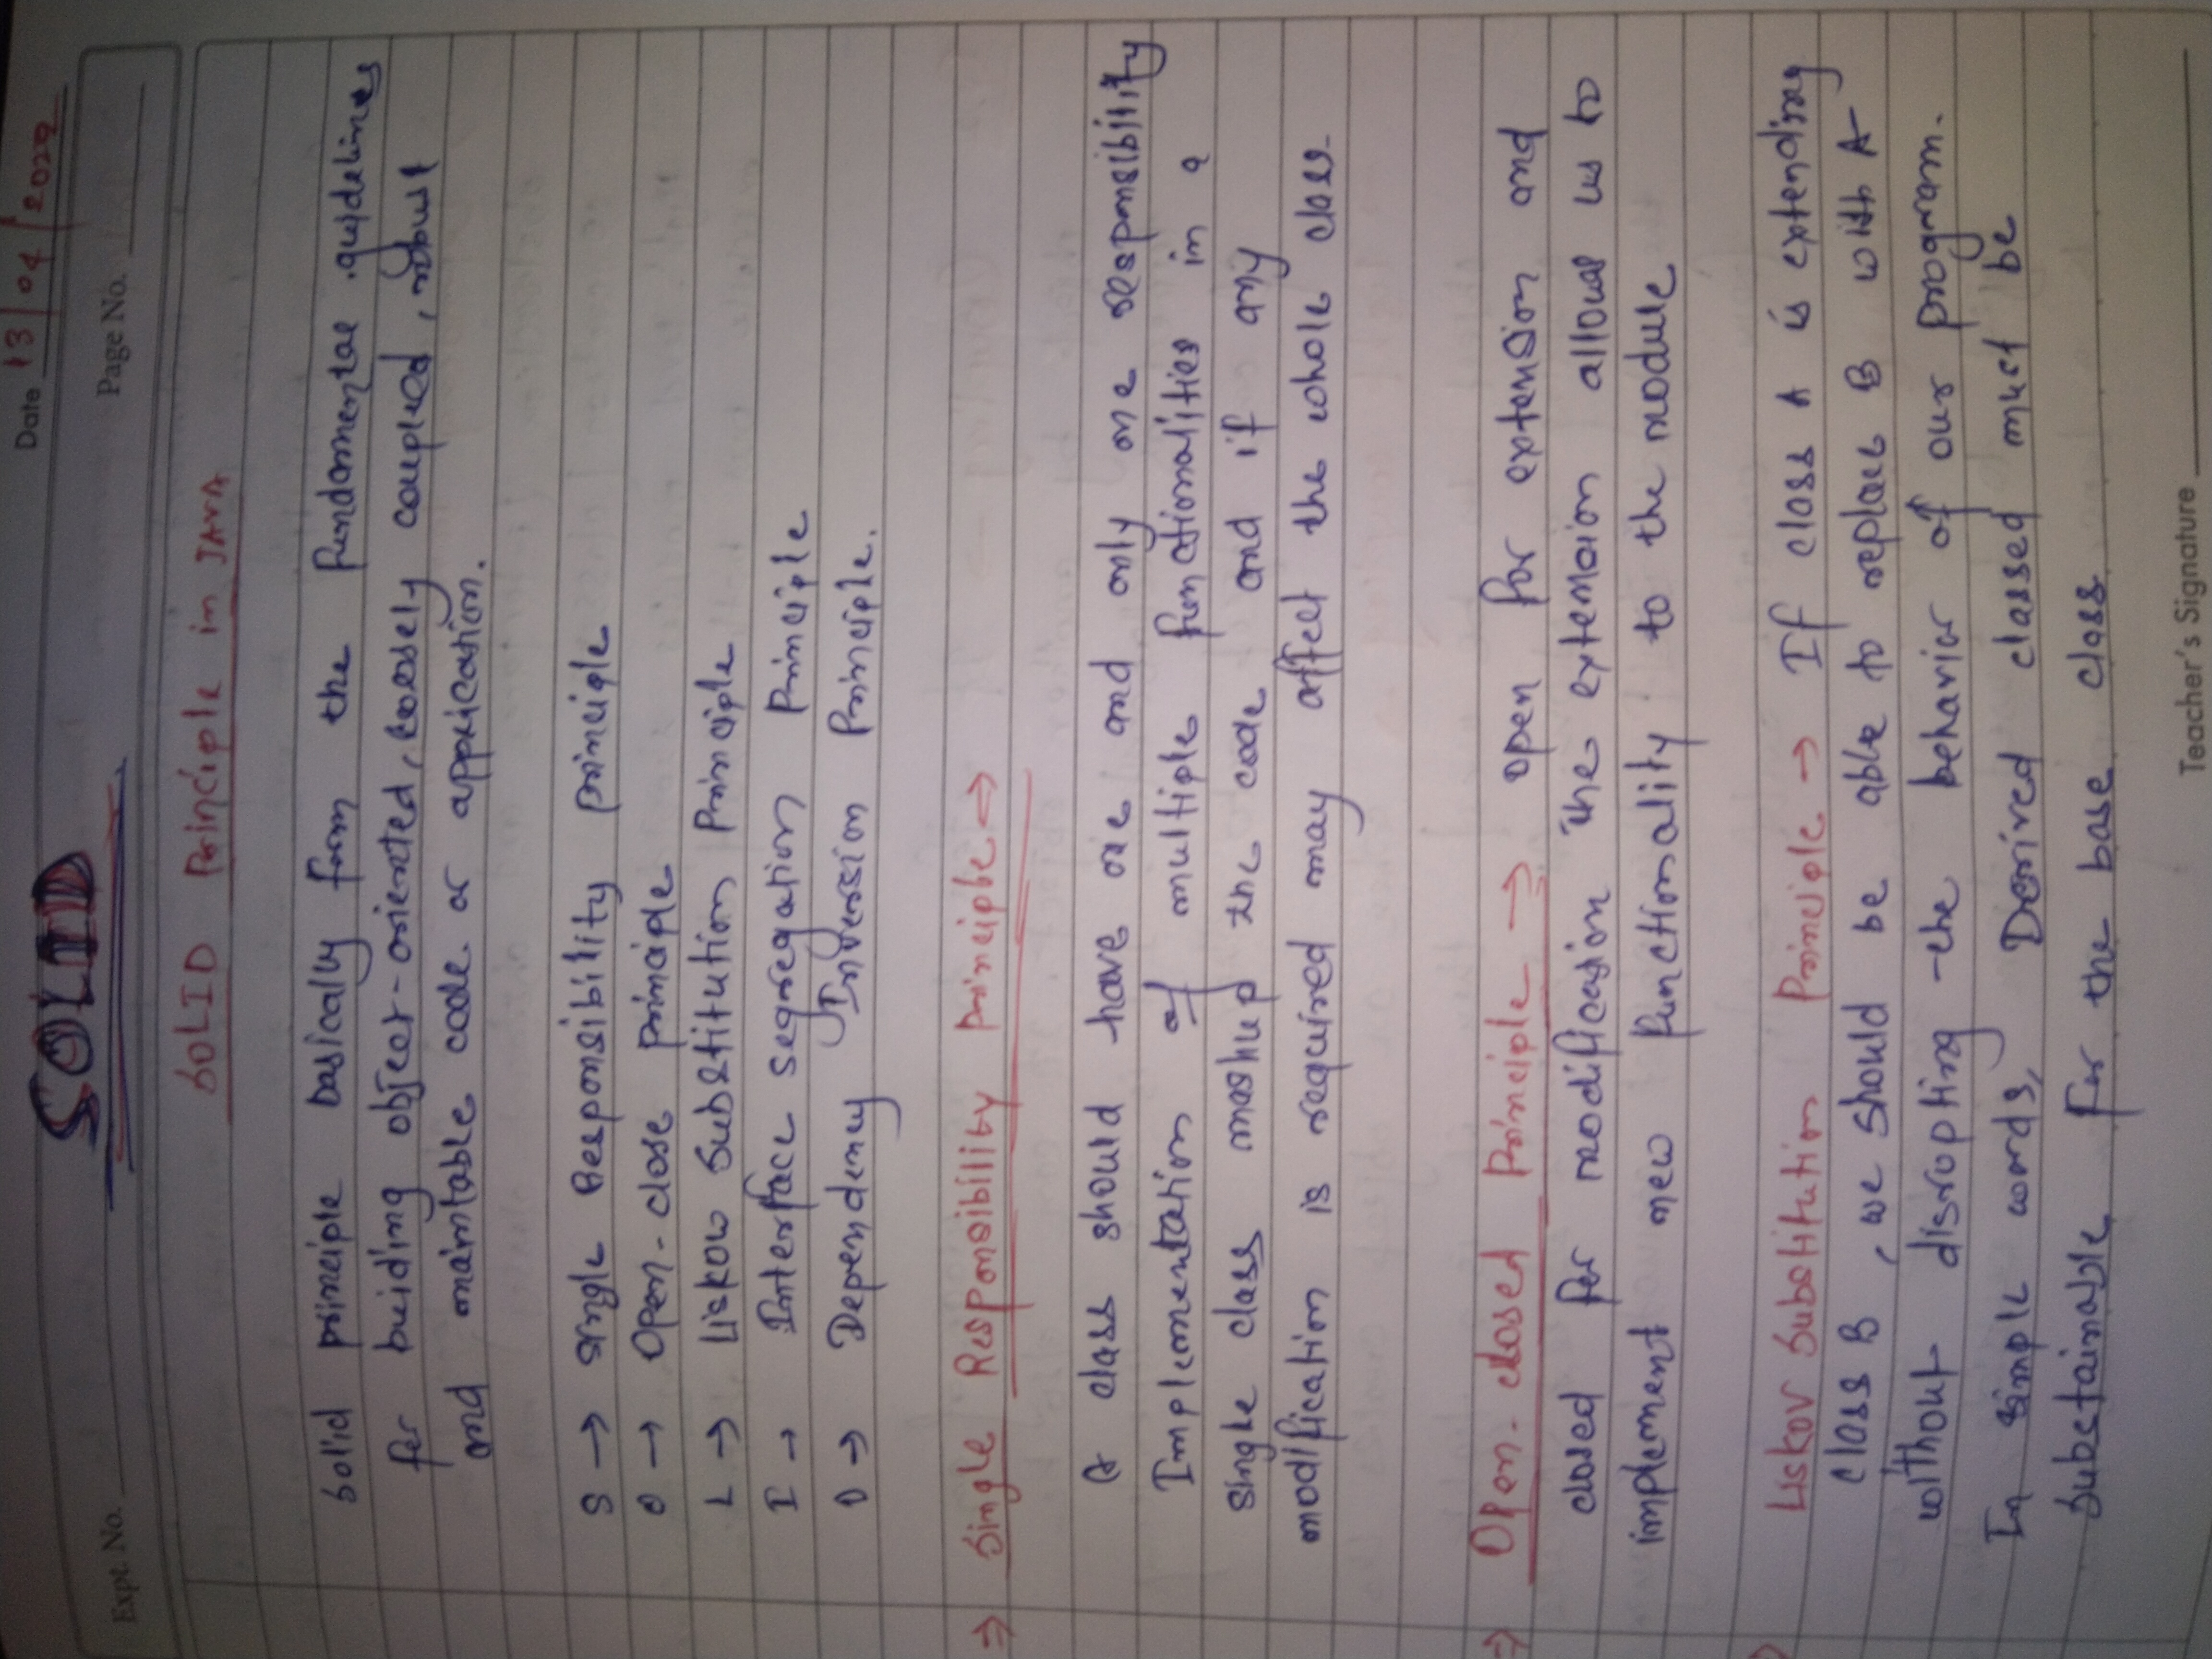 Date 13/04/2022
SOLID
Expt. No.
Page No.
SOLID Principle in JAVA
Solid principle basically form the fundamental guidelines
for buiding object-oriented, loosely coupled, robust
and maintable code or application.
S → Single Responsibility principle
O → Open-close principle
L → Liskow Substitution Principle
I → Interface segregation Principle
D → Dependency Inversion Principle.
⇒ Single Responsibility Principle ⇒
A class should have one and only one responsibility
Implementation of multiple functionalities in a
single class mashup the code and if any
modification is required may affect the whole class.
⇒ Open-closed Principle → open for extension and
closed for modification the extension allows us to
implement new functionality to the module
Liskov Substitution Principle → If class A is extending
class B, we should be able to replace B with A
without disrupting the behavior of our program.
In simple words, Derived classed must be
Substainable for the base class
Teacher's Signature